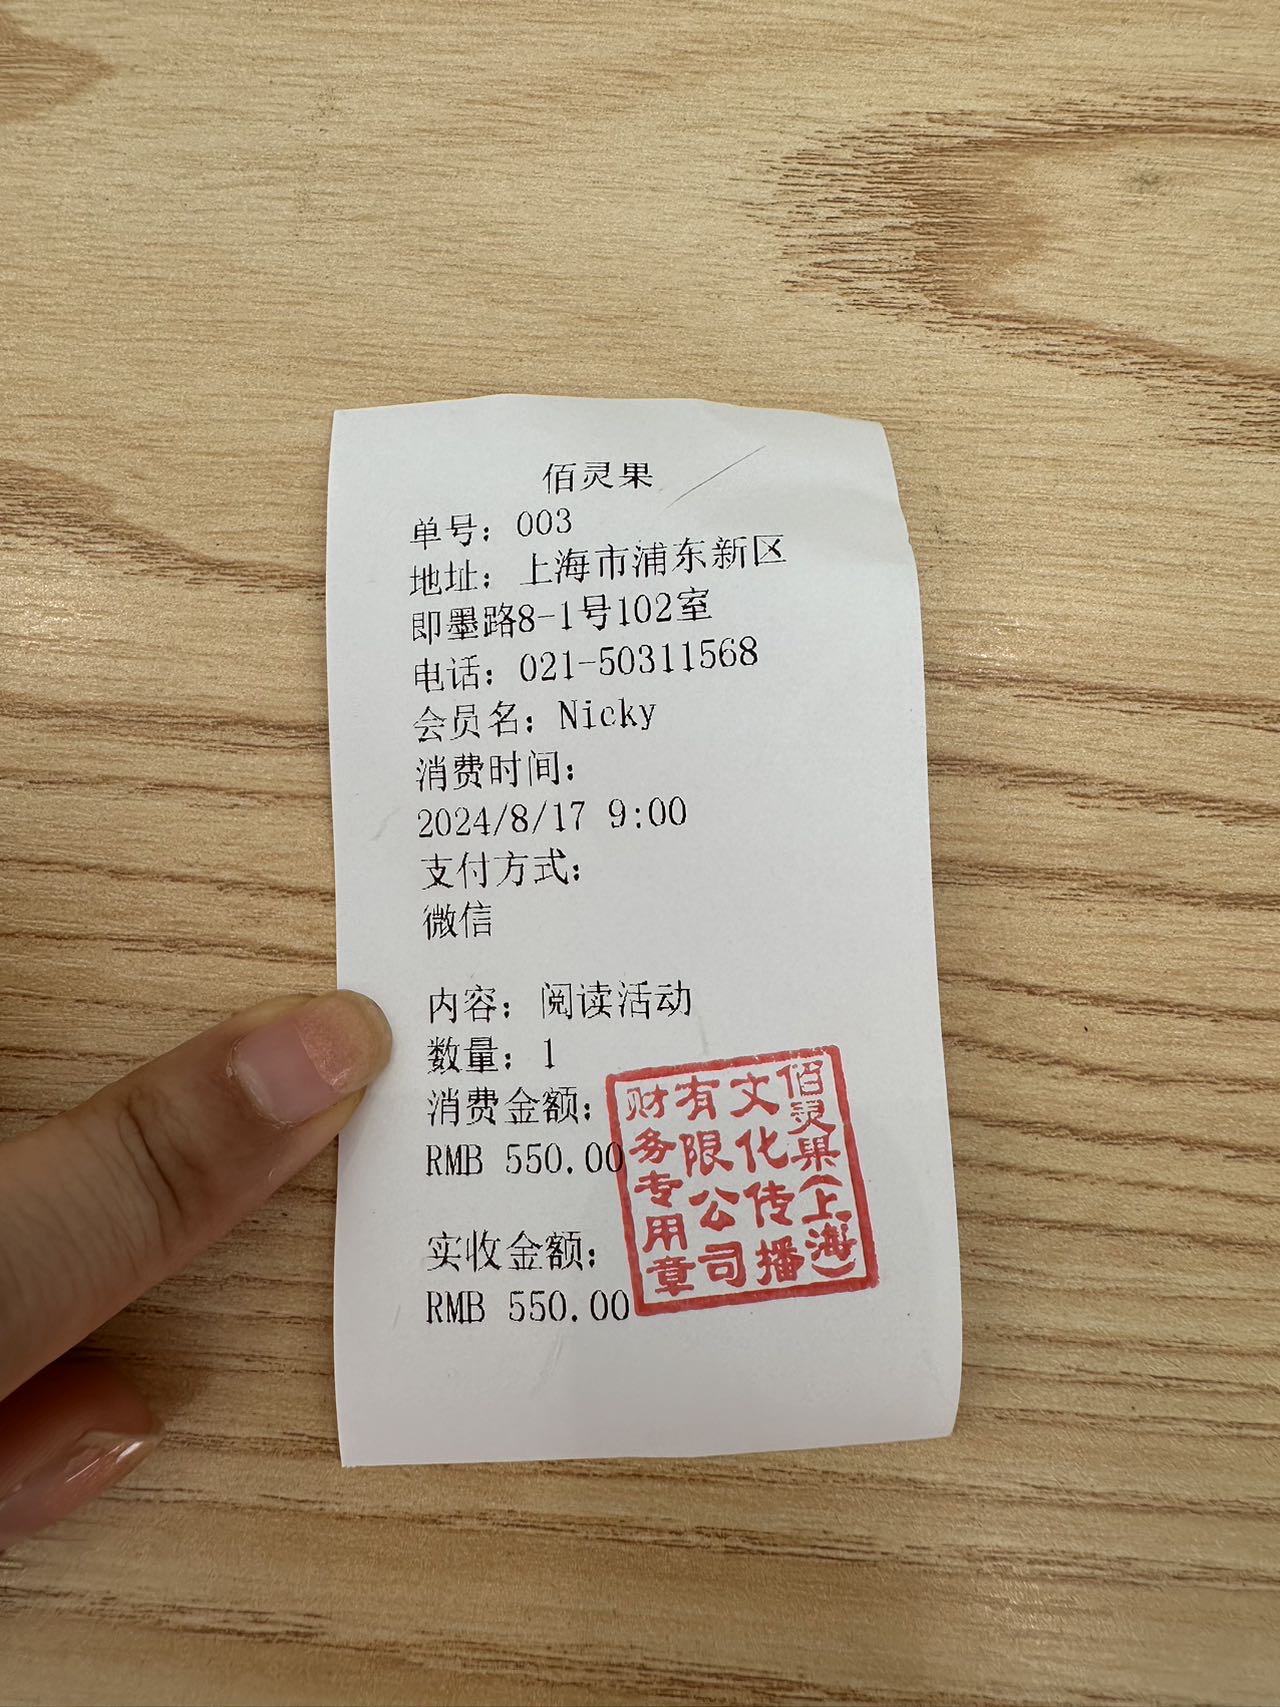 佰灵果
单号：003
地址：上海市浦东新区
即墨路8-1号102室
电话：021-50311568
会员名：Nicky
消费时间：
2024/8/17 9:00
支付方式：
微信
内容：阅读活动
数量：1
消费金额：
RMB 550.00
实收金额：
RMB 550.00
佰灵果（上海）
文化传播
有限公司
财务专用章